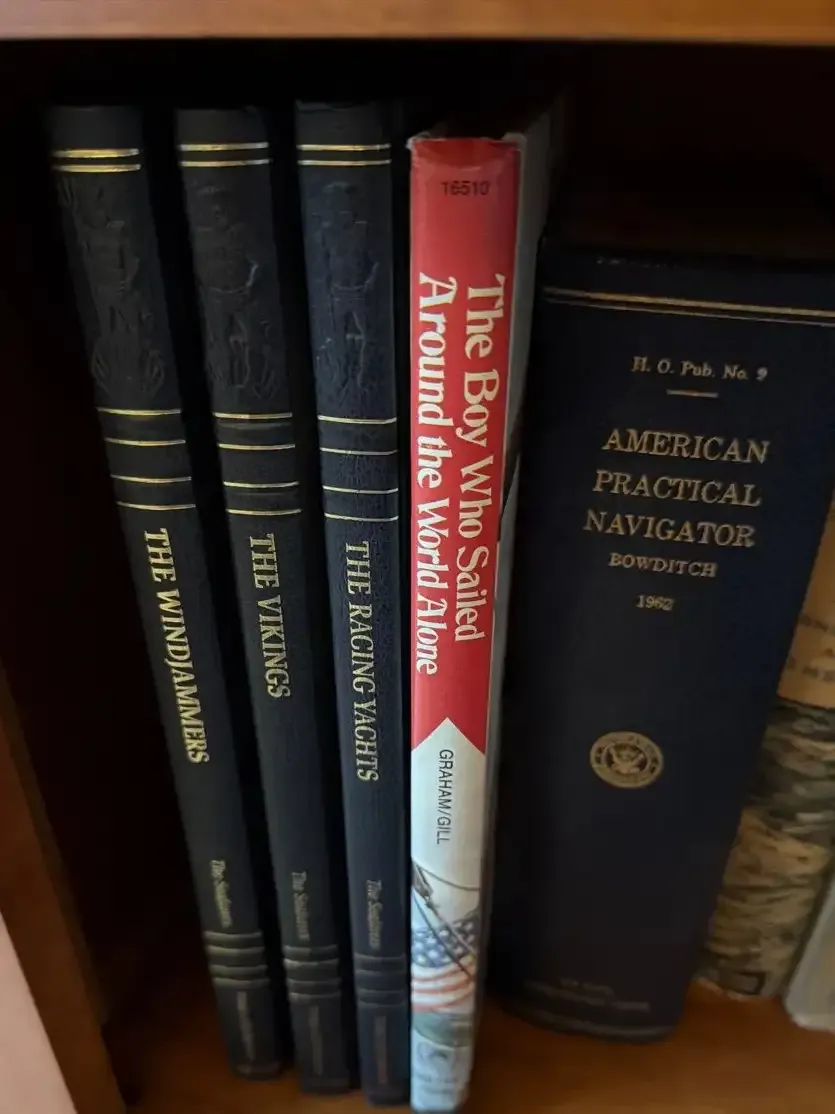 THE WINDJAMMERS
The Seafarers
THE VIKINGS
The Seafarers
THE RACING YACHTS
The Seafarers
16510
The Boy Who Sailed
Around the World Alone
GRAHAM/GILL
H. O. Pub. No. 9
AMERICAN
PRACTICAL
NAVIGATOR
BOWDITCH
1962